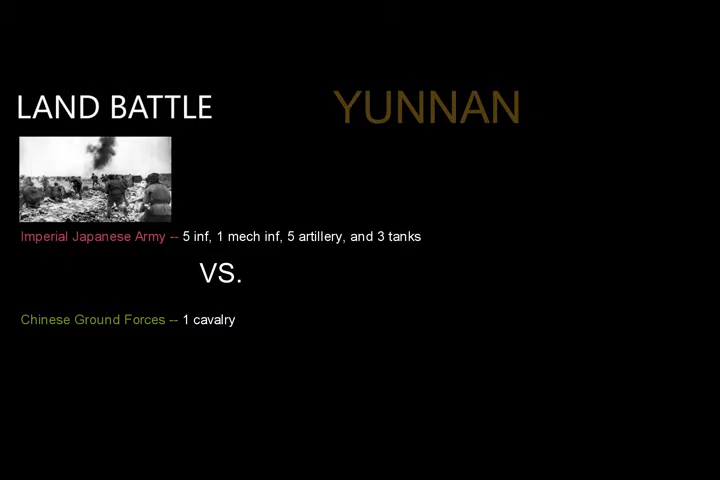 LAND BATTLE YUNNAN
Imperial Japanese Army -- 5 inf, 1 mech inf, 5 artillery, and 3 tanks
VS.
Chinese Ground Forces -- 1 cavalry